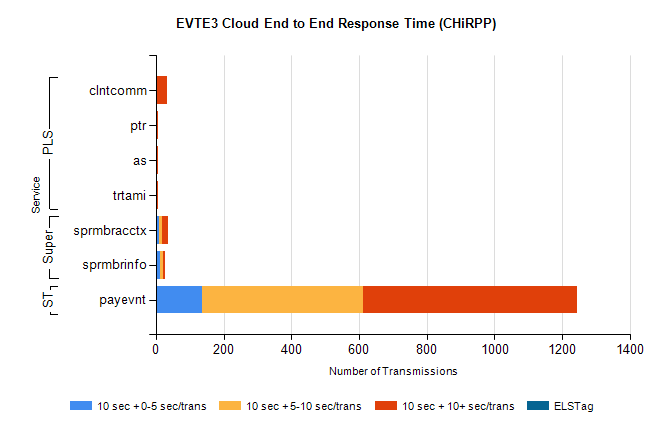 EVTE3 Cloud End to End Response Time (CHiRPP)
Service
PLS
clntcomm
ptr
as
trtami
Super
sprmbracctx
sprmbrinfo
ST
payevnt
0 200 400 600 800 1000 1200 1400
Number of Transmissions
10 sec +0-5 sec/trans 10 sec +5-10 sec/trans 10 sec + 10+ sec/trans ELSTag